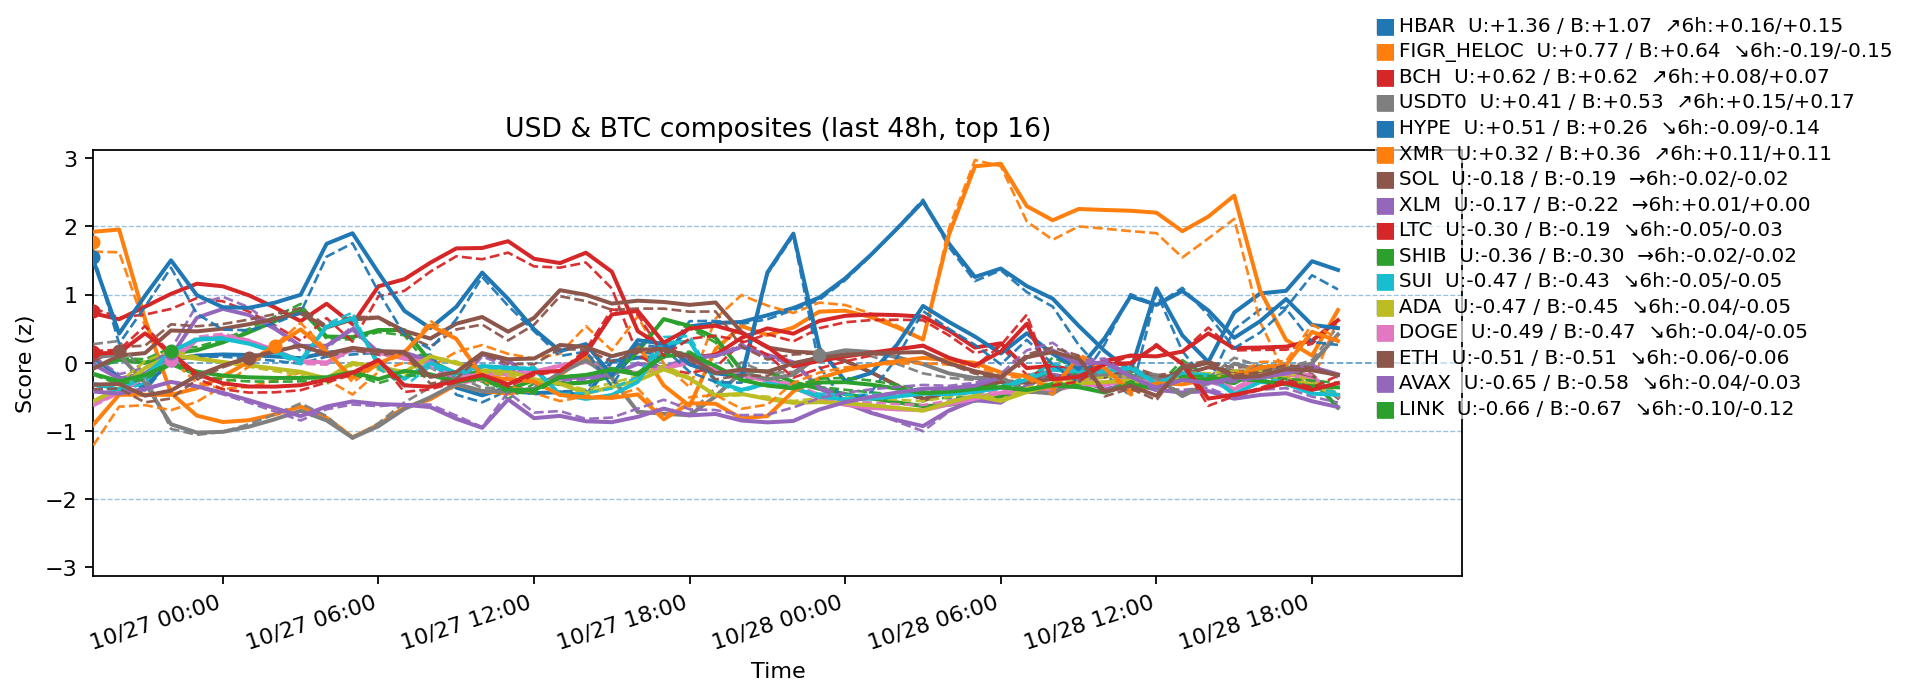 HBAR  U:+1.36 / B:+1.07  ↗6h:+0.16/+0.15
FIGR_HELOC  U:+0.77 / B:+0.64  ↘6h:-0.19/-0.15
BCH  U:+0.62 / B:+0.62  ↗6h:+0.08/+0.07
USDT0  U:+0.41 / B:+0.53  ↗6h:+0.15/+0.17
HYPE  U:+0.51 / B:+0.26  ↘6h:-0.09/-0.14
XMR  U:+0.32 / B:+0.36  ↗6h:+0.11/+0.11
SOL  U:-0.18 / B:-0.19  →6h:-0.02/-0.02
XLM  U:-0.17 / B:-0.22  →6h:+0.01/+0.00
LTC  U:-0.30 / B:-0.19  ↘6h:-0.05/-0.03
SHIB  U:-0.36 / B:-0.30  →6h:-0.02/-0.02
SUI  U:-0.47 / B:-0.43  ↘6h:-0.05/-0.05
ADA  U:-0.47 / B:-0.45  ↘6h:-0.04/-0.05
DOGE  U:-0.49 / B:-0.47  ↘6h:-0.04/-0.05
ETH  U:-0.51 / B:-0.51  ↘6h:-0.06/-0.06
AVAX  U:-0.65 / B:-0.58  ↘6h:-0.04/-0.03
LINK  U:-0.66 / B:-0.67  ↘6h:-0.10/-0.12
USD & BTC composites (last 48h, top 16)
Score (z)
3
2
1
0
−1
−2
−3
10/27 00:00
10/27 06:00
10/27 12:00
10/27 18:00
10/28 00:00
10/28 06:00
10/28 12:00
10/28 18:00
Time